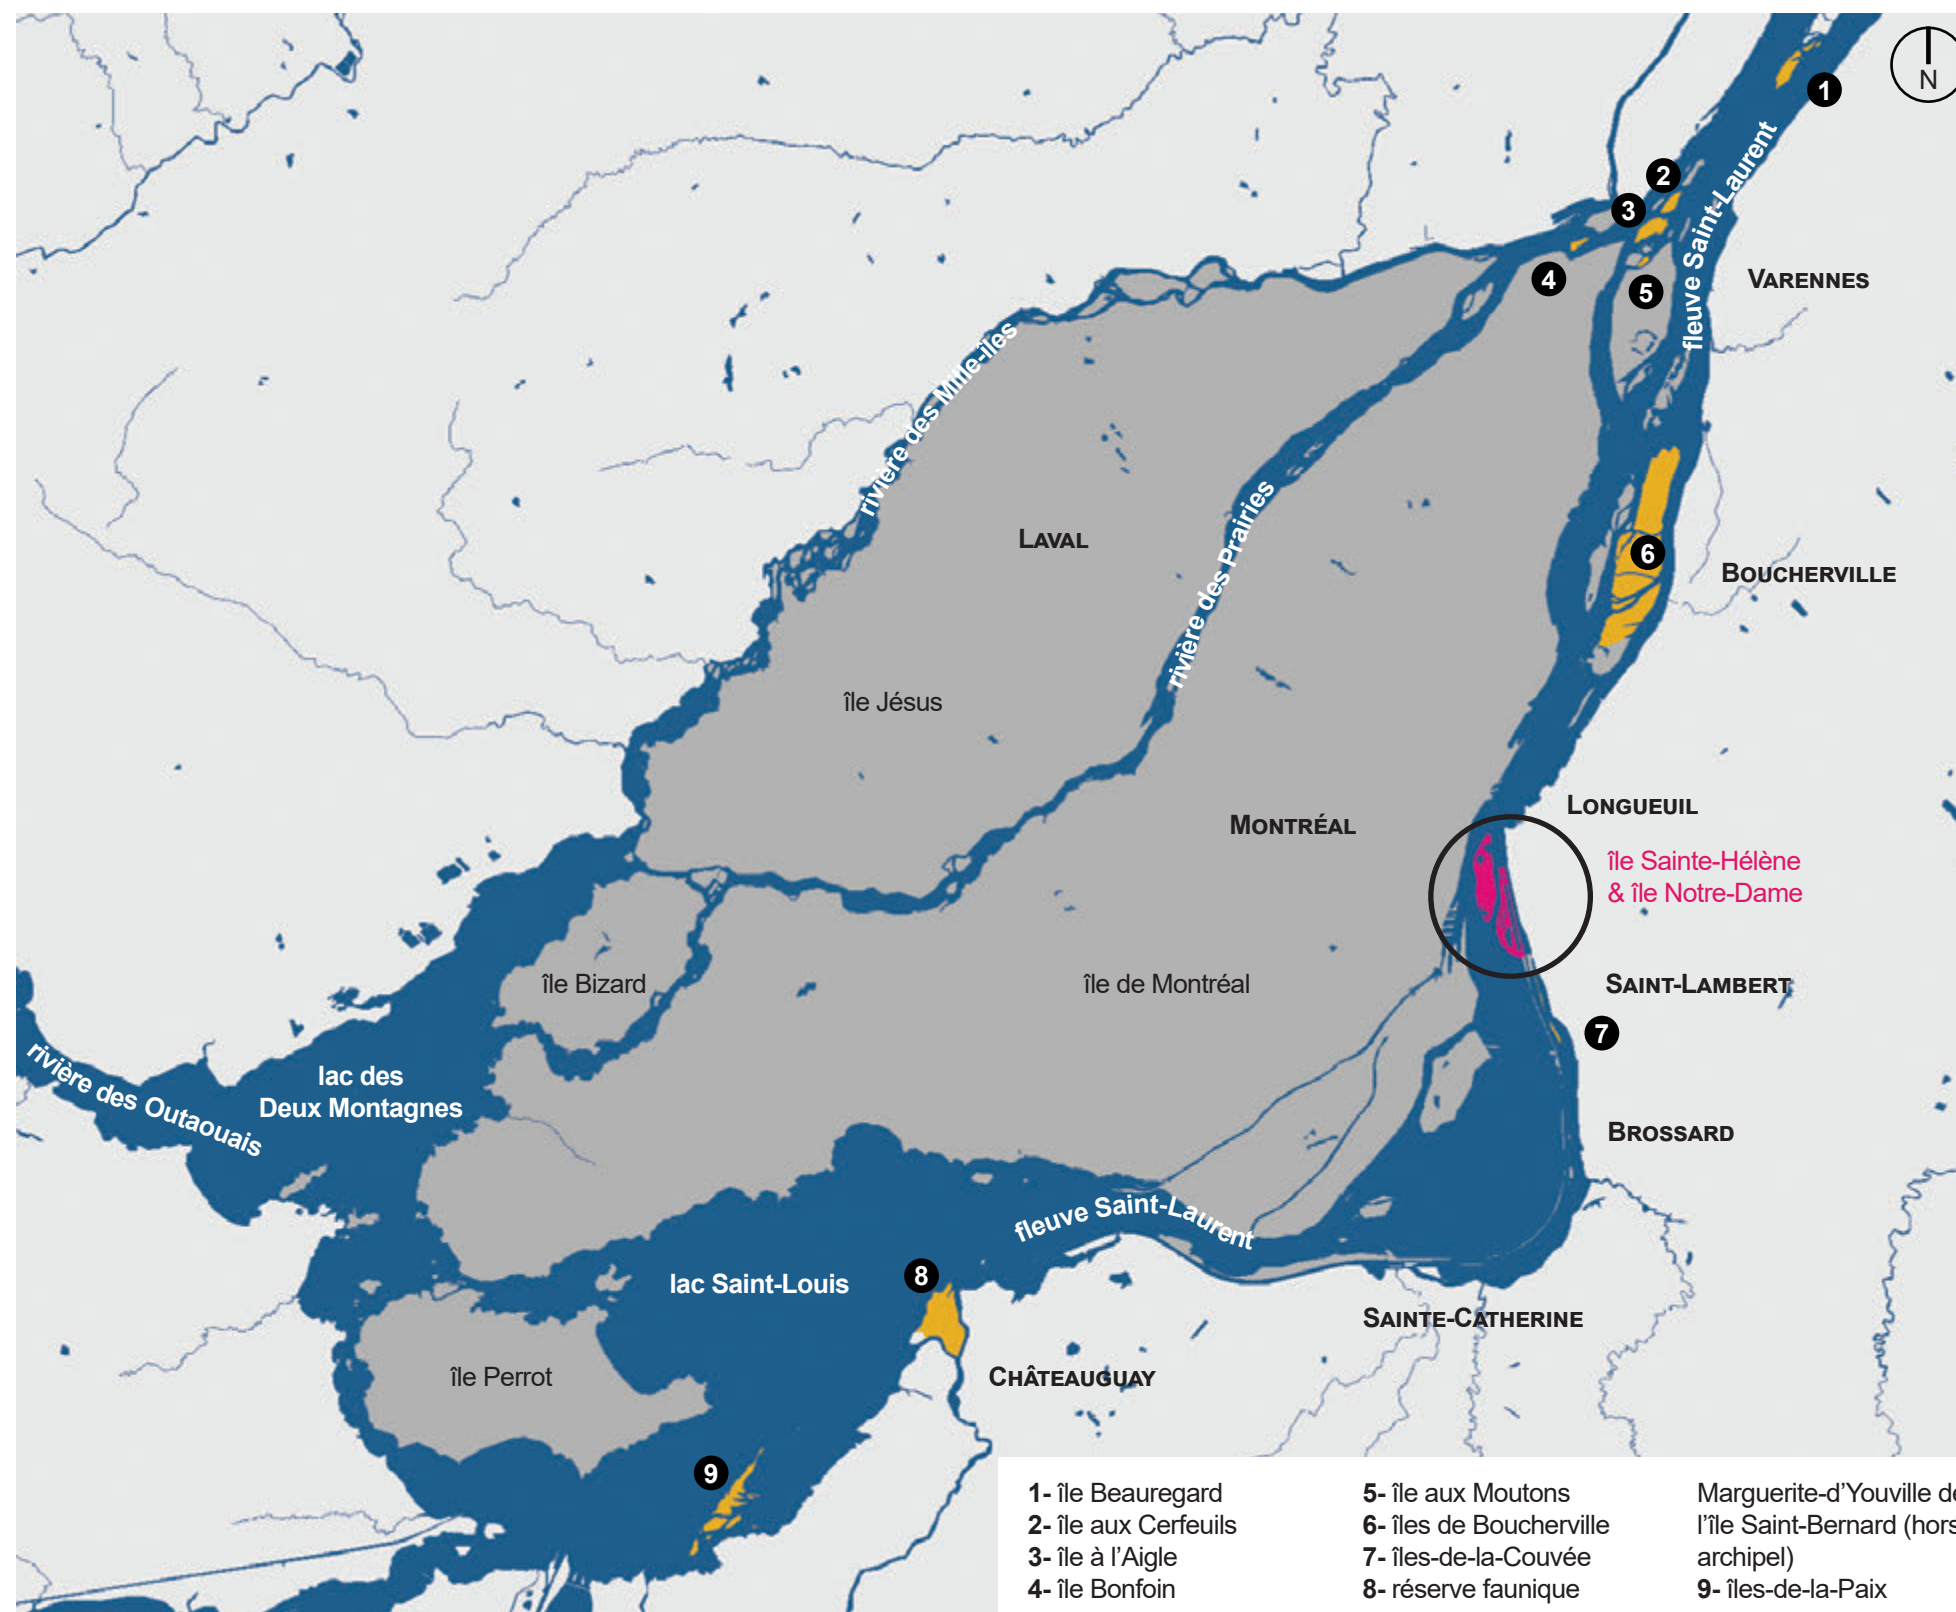 N
1
fleuve Saint-Laurent
2
3
4
5
VARENNES
rivière des Mille-îles
rivière des Prairies
LAVAL
6
BOUCHERVILLE
île Jésus
LONGUEUIL
MONTRÉAL
île Sainte-Hélène
& île Notre-Dame
île Bizard
île de Montréal
SAINT-LAMBERT
7
rivière des Outaouais
lac des
Deux Montagnes
BROSSARD
fleuve Saint-Laurent
8
lac Saint-Louis
SAINTE-CATHERINE
île Perrot
CHÂTEAUGUAY
9
1- île Beauregard
2- île aux Cerfeuils
3- île à l'Aigle
4- île Bonfoin
5- île aux Moutons
6- îles de Boucherville
7- îles-de-la-Couvée
8- réserve faunique
Marguerite-d'Youville de
l'île Saint-Bernard (hors
archipel)
9- îles-de-la-Paix